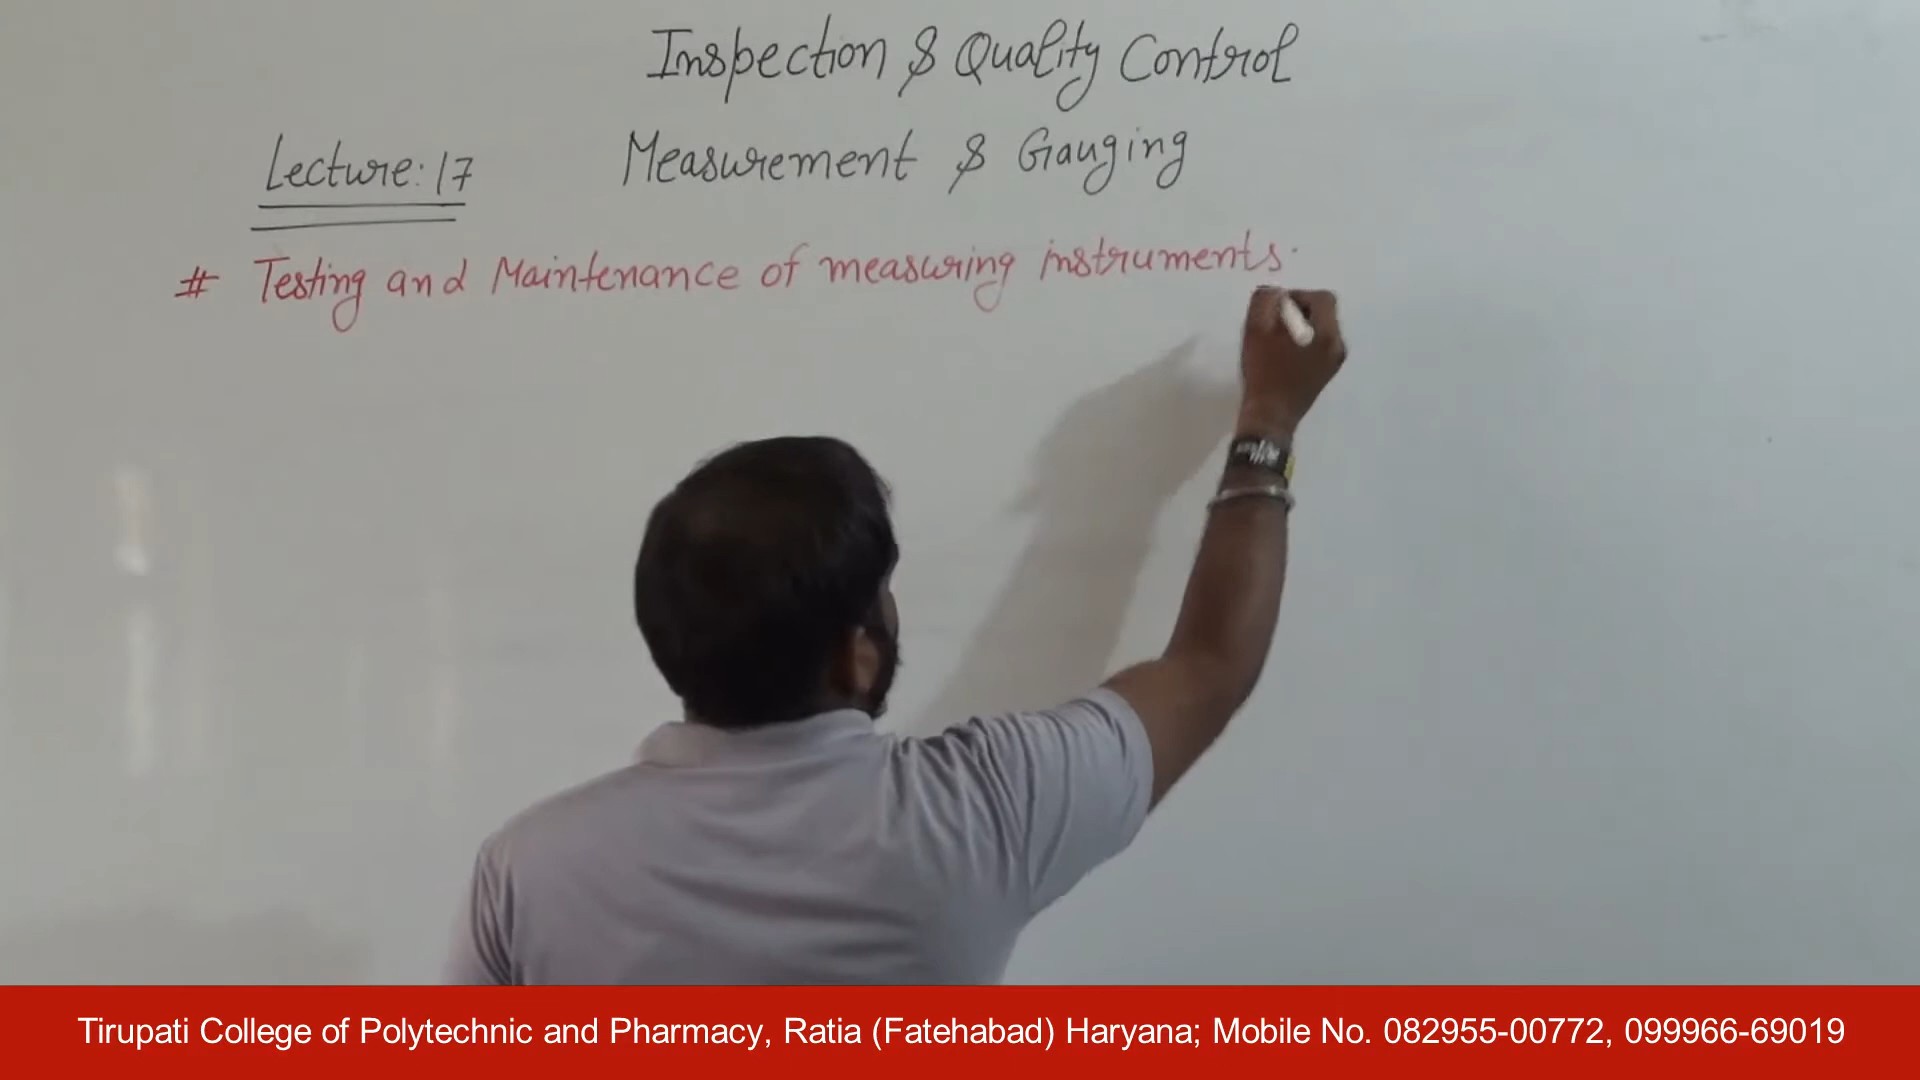 Inspection & Quality Control
Lecture: 17
Measurement & Gauging
# Testing and Maintenance of measuring instruments.
Tirupati College of Polytechnic and Pharmacy, Ratia (Fatehabad) Haryana; Mobile No. 082955-00772, 099966-69019